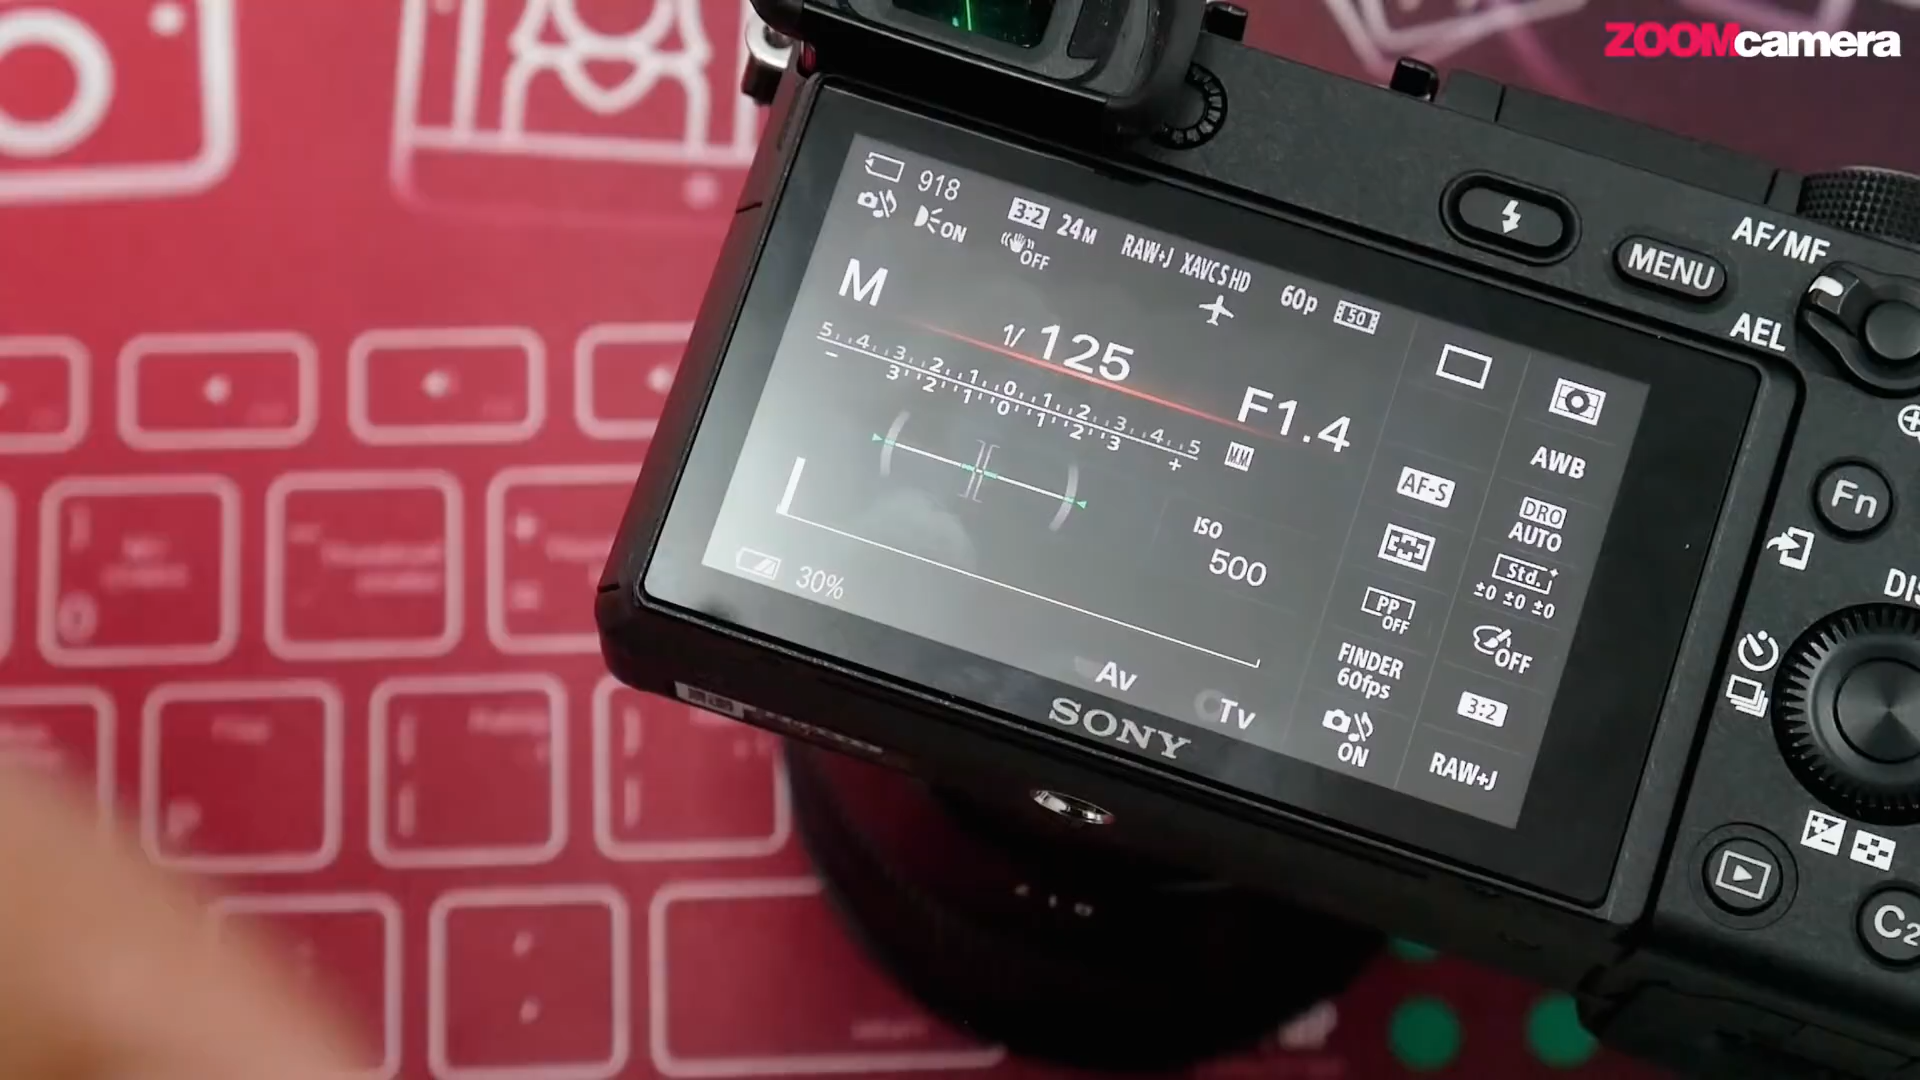 ZOOMcamera
918
ON
3:2 24M
OFF
RAW+J XAVC S HD
60p 50
M
1/ 125
F1.4
5 4 3 2 1 0 1 2 3 4 5
3 2 1 0 1 2 3
- +
M.M
ISO
500
30%
Av
Tv
AWB
AF-S
DRO
AUTO
Std.
±0 ±0 ±0
PP
OFF
OFF
FINDER
60fps
3:2
ON
RAW+J
SONY
MENU
AF/MF
AEL
Fn
DIS
C2